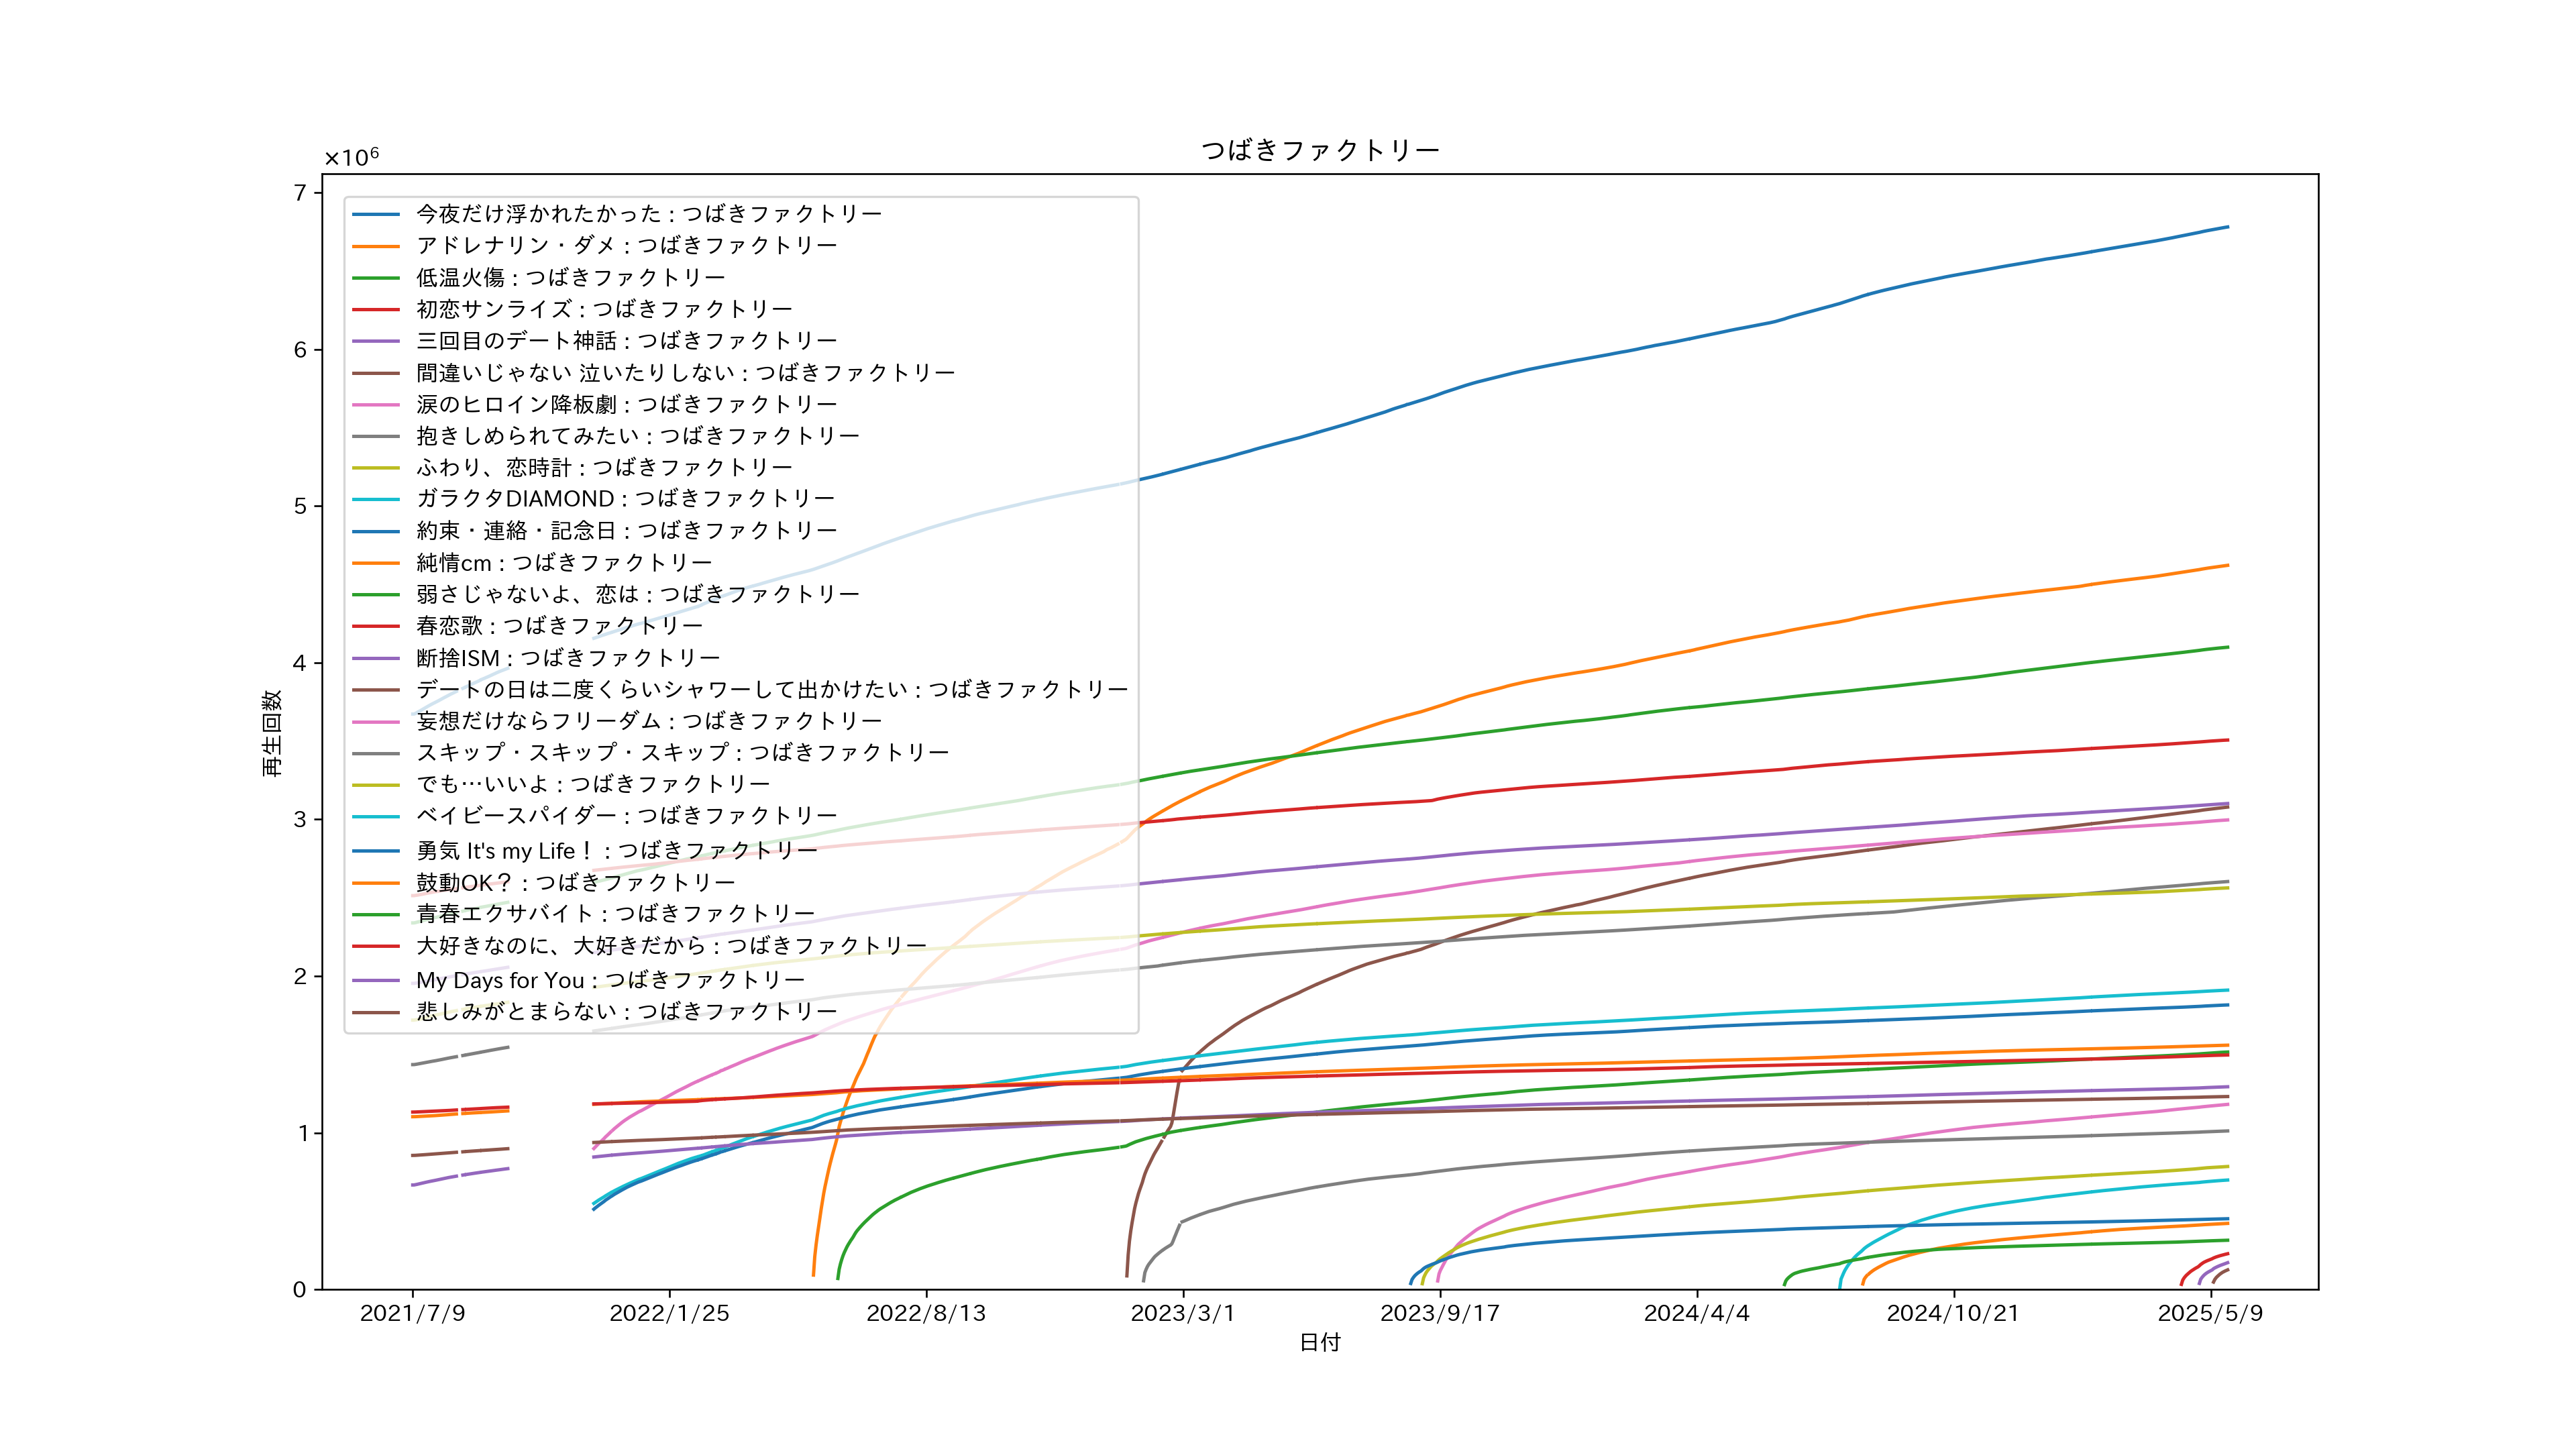 つばきファクトリー
×10⁶
7
6
5
4
3
2
1
0
再生回数
今夜だけ浮かれたかった : つばきファクトリー
アドレナリン・ダメ : つばきファクトリー
低温火傷 : つばきファクトリー
初恋サンライズ : つばきファクトリー
三回目のデート神話 : つばきファクトリー
間違いじゃない 泣いたりしない : つばきファクトリー
涙のヒロイン降板劇 : つばきファクトリー
抱きしめられてみたい : つばきファクトリー
ふわり、恋時計 : つばきファクトリー
ガラクタDIAMOND : つばきファクトリー
約束・連絡・記念日 : つばきファクトリー
純情cm : つばきファクトリー
弱さじゃないよ、恋は : つばきファクトリー
春恋歌 : つばきファクトリー
断捨ISM : つばきファクトリー
デートの日は二度くらいシャワーして出かけたい : つばきファクトリー
妄想だけならフリーダム : つばきファクトリー
スキップ・スキップ・スキップ : つばきファクトリー
でも…いいよ : つばきファクトリー
ベイビースパイダー : つばきファクトリー
勇気 It's my Life！ : つばきファクトリー
鼓動OK？ : つばきファクトリー
青春エクサバイト : つばきファクトリー
大好きなのに、大好きだから : つばきファクトリー
My Days for You : つばきファクトリー
悲しみがとまらない : つばきファクトリー
2021/7/9 2022/1/25 2022/8/13 2023/3/1 2023/9/17 2024/4/4 2024/10/21 2025/5/9
日付